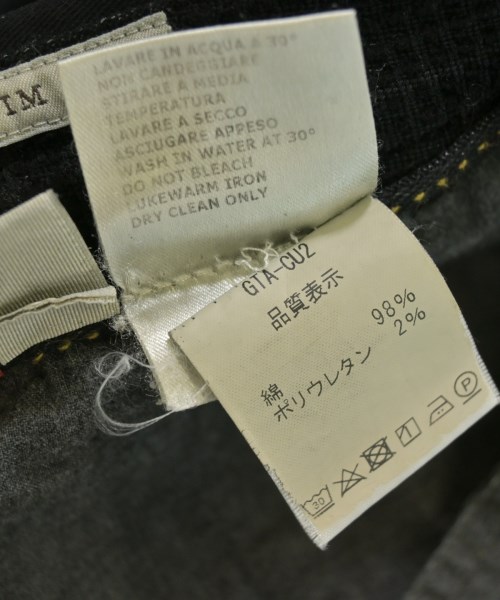 IM
LAVARE IN ACQUA A 30°
NON CANDEGGIARE
STIRARE A MEDIA
TEMPERATURA
LAVARE A SECCO
ASCIUGARE APPESO
WASH IN WATER AT 30°
DO NOT BLEACH
LUKEWARM IRON
DRY CLEAN ONLY
GTA-CU2
品質表示
綿 98%
ポリウレタン 2%
30
P